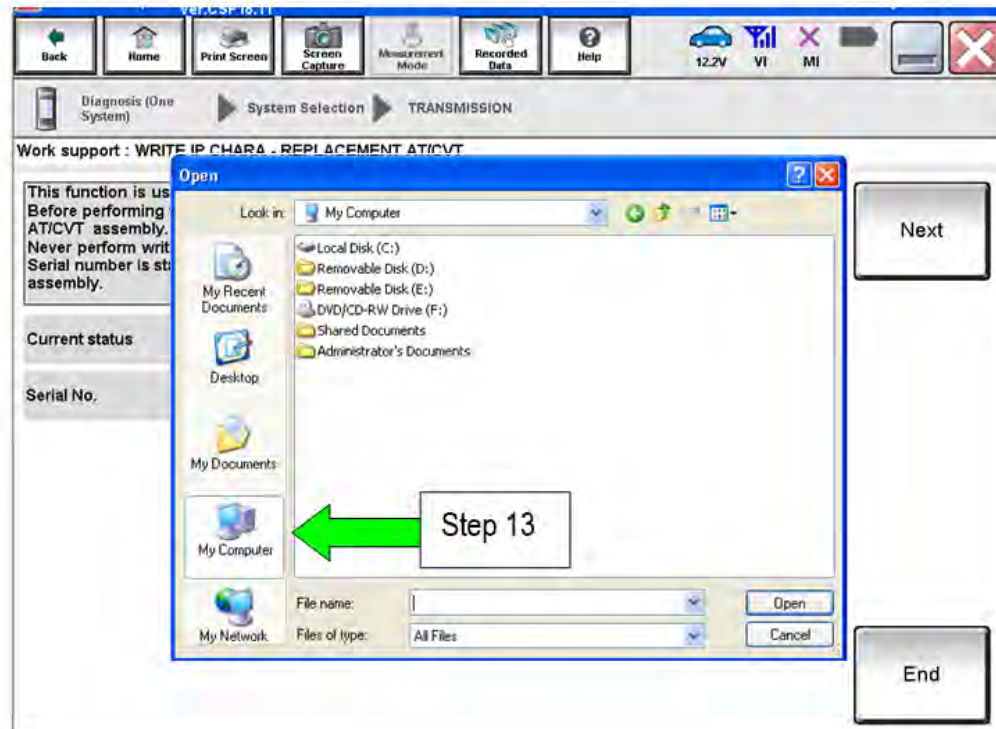 Ver.CSP18.11
Back
Home
Print Screen
Screen
Capture
Measurement
Mode
Recorded
Data
Help
12.2V
VI
MI
Diagnosis (One
System)
System Selection
TRANSMISSION
Work support : WRITE IP CHARA - REPLACEMENT AT/CVT
This function is us
Before performing
AT/CVT assembly.
Never perform writ
Serial number is sta
assembly.
Current status
Serial No.
Open
Look in:
My Computer
My Recent
Documents
Desktop
My Documents
My Computer
My Network
Local Disk (C:)
Removable Disk (D:)
Removable Disk (E:)
DVD/CD-RW Drive (F:)
Shared Documents
Administrator's Documents
Step 13
File name:
Open
Files of type:
All Files
Cancel
Next
End